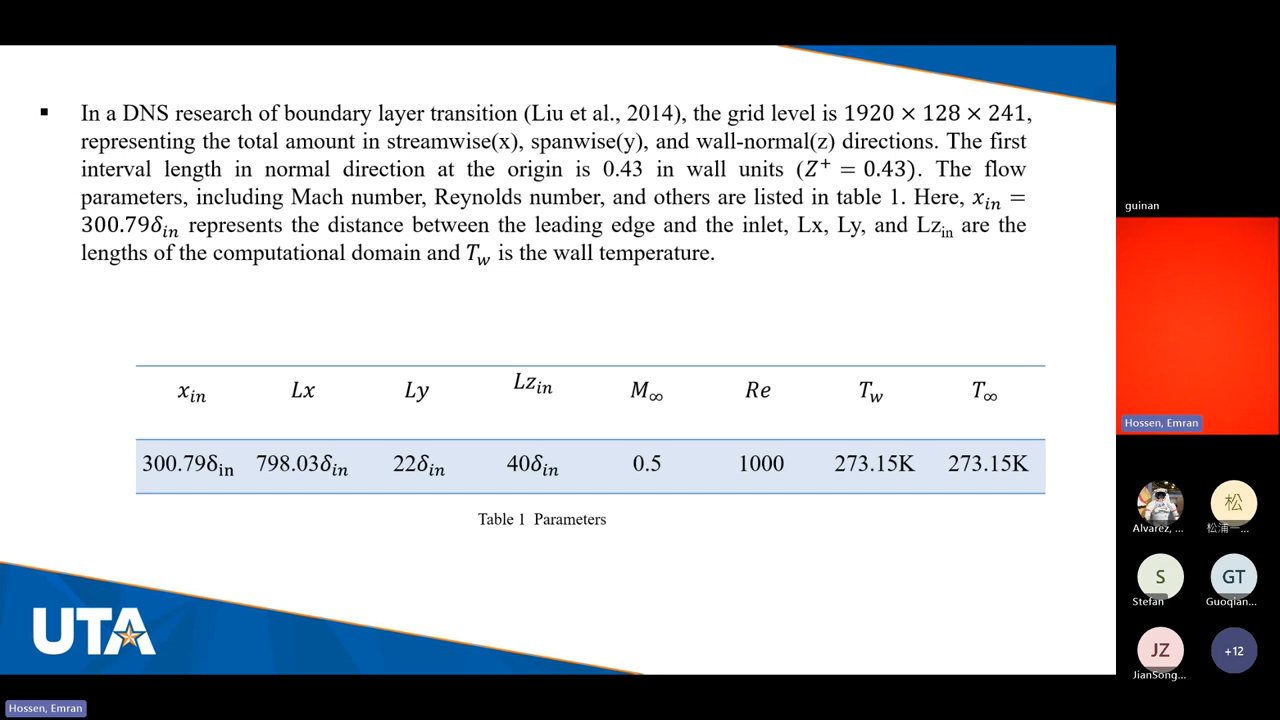 ▪ In a DNS research of boundary layer transition (Liu et al., 2014), the grid level is 1920 × 128 × 241,
representing the total amount in streamwise(x), spanwise(y), and wall-normal(z) directions. The first
interval length in normal direction at the origin is 0.43 in wall units (Z⁺ = 0.43). The flow
parameters, including Mach number, Reynolds number, and others are listed in table 1. Here, x_in =
300.79δ_in represents the distance between the leading edge and the inlet, Lx, Ly, and Lz_in are the
lengths of the computational domain and T_w is the wall temperature.
x_in Lx Ly Lz_in M_∞ Re T_w T_∞
300.79δ_in 798.03δ_in 22δ_in 40δ_in 0.5 1000 273.15K 273.15K
Table 1 Parameters
UTA
Hossen, Emran
guinan
Hossen, Emran
Alvarez, ...
松
松浦一...
S
Stefan
GT
Guoqian...
JZ
JianSong...
+12